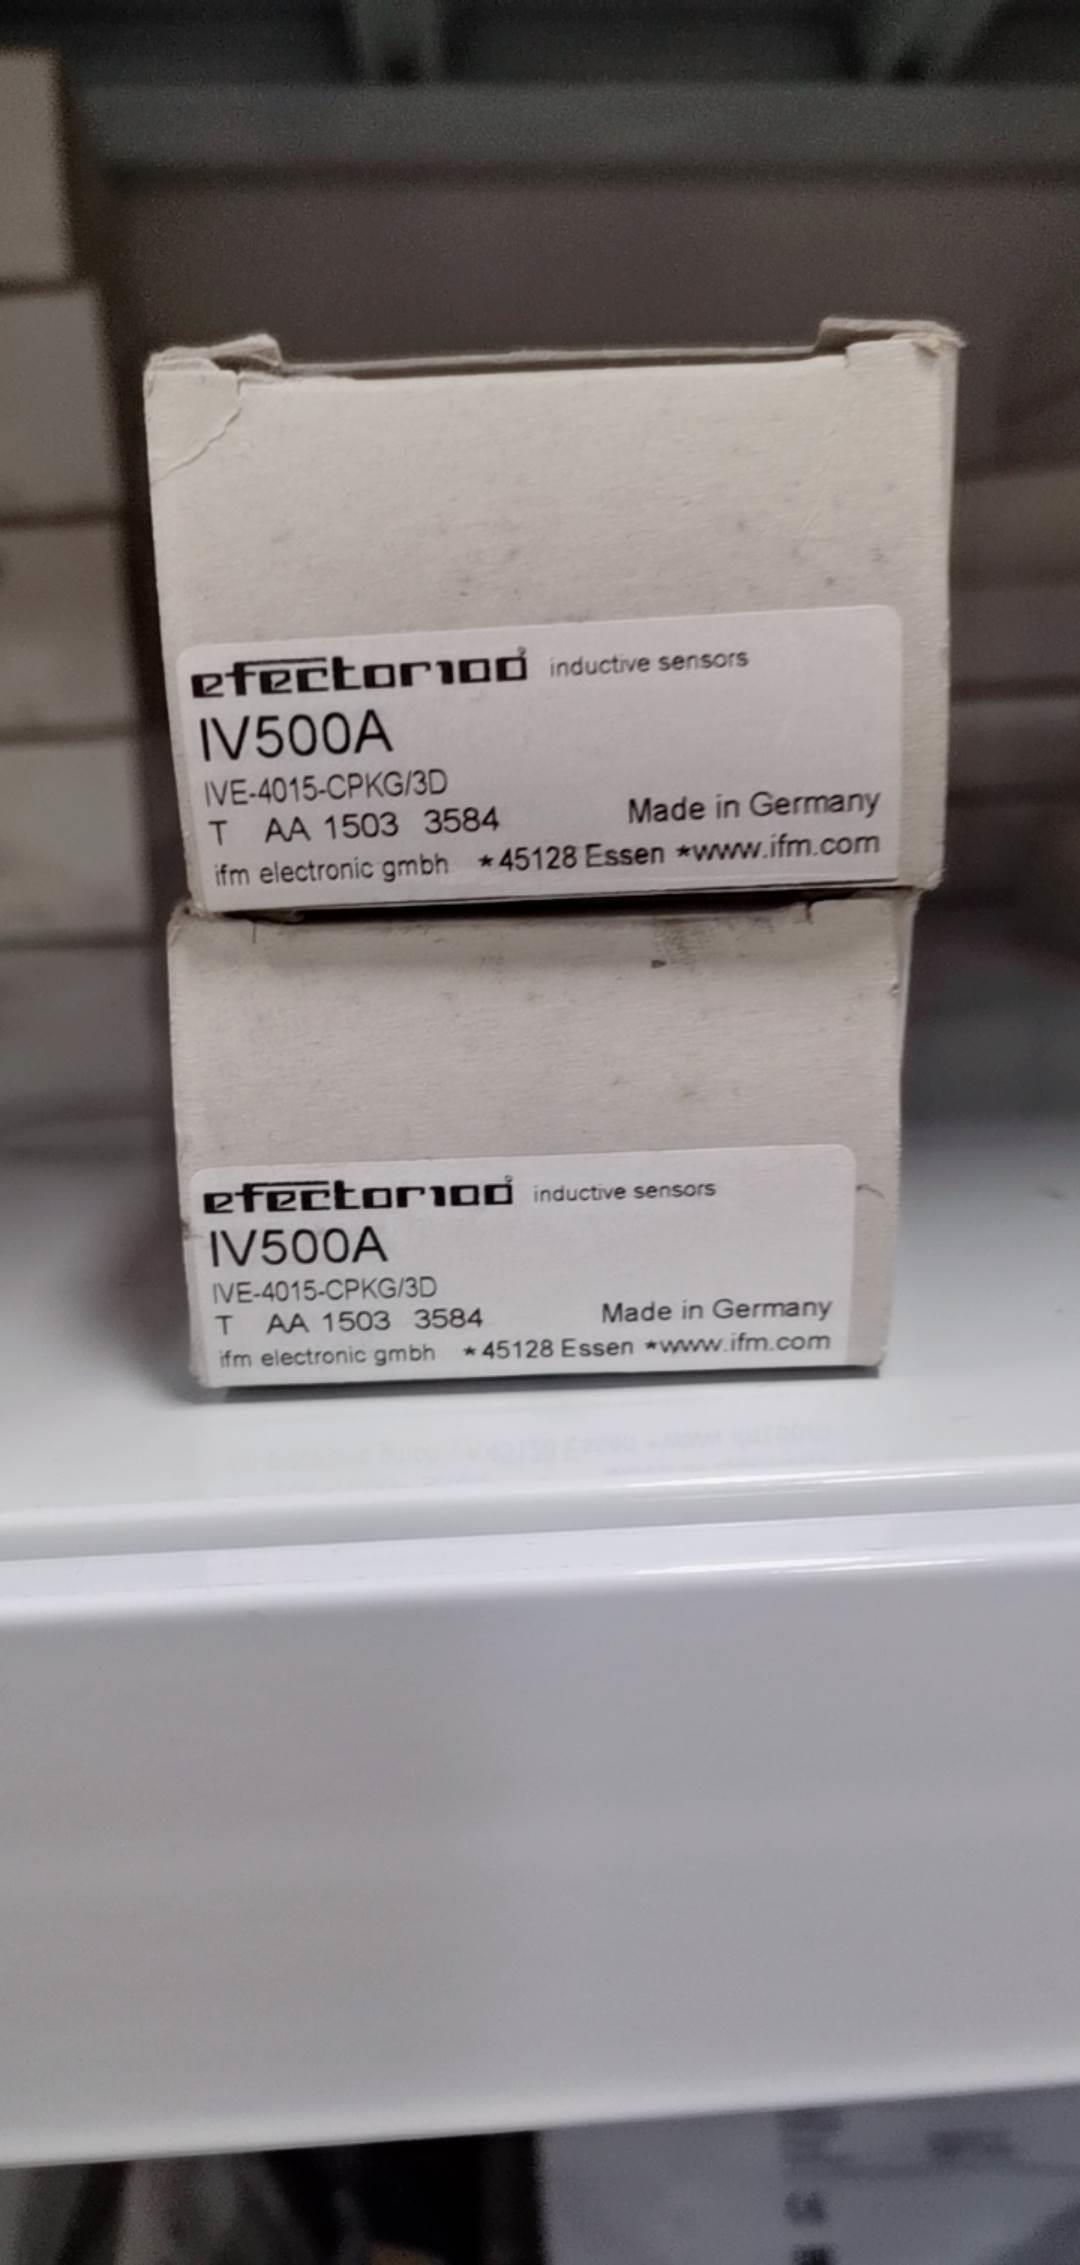 efector100 inductive sensors
IV500A
IVE-4015-CPKG/3D
T AA 1503 3584 Made in Germany
ifm electronic gmbh *45128 Essen *www.ifm.com
efector100 inductive sensors
IV500A
IVE-4015-CPKG/3D
T AA 1503 3584 Made in Germany
ifm electronic gmbh *45128 Essen *www.ifm.com